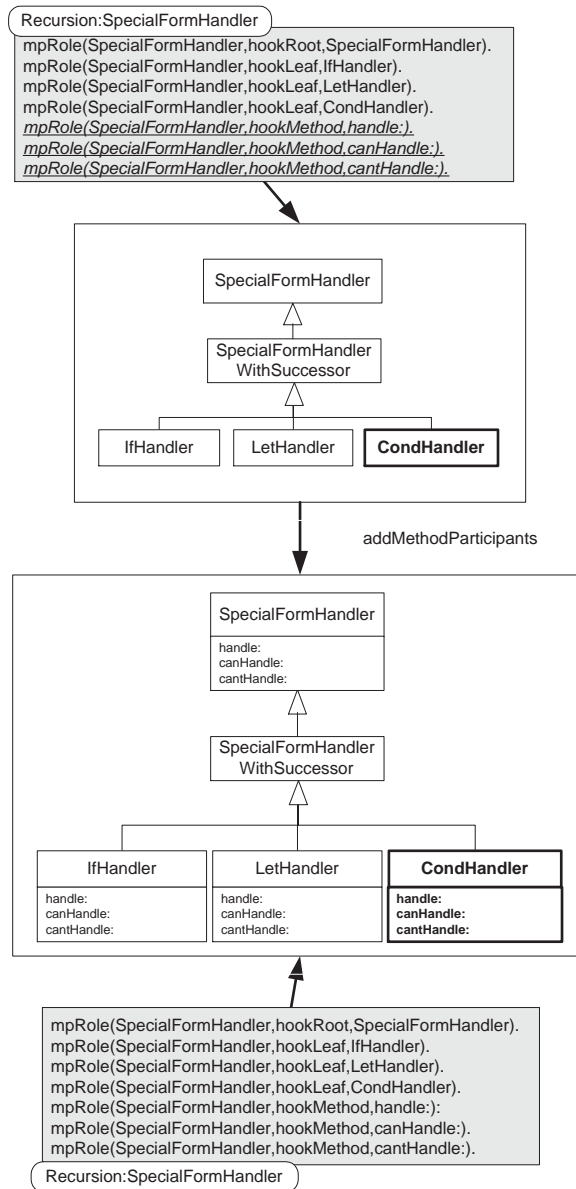 Recursion:SpecialFormHandler
mpRole(SpecialFormHandler,hookRoot,SpecialFormHandler).
mpRole(SpecialFormHandler,hookLeaf,IfHandler).
mpRole(SpecialFormHandler,hookLeaf,LetHandler).
mpRole(SpecialFormHandler,hookLeaf,CondHandler).
mpRole(SpecialFormHandler,hookMethod,handle:).
mpRole(SpecialFormHandler,hookMethod,canHandle:).
mpRole(SpecialFormHandler,hookMethod,cantHandle:).
SpecialFormHandler
SpecialFormHandler
WithSuccessor
IfHandler
LetHandler
CondHandler
addMethodParticipants
SpecialFormHandler
handle:
canHandle:
cantHandle:
SpecialFormHandler
WithSuccessor
IfHandler
handle:
canHandle:
cantHandle:
LetHandler
handle:
canHandle:
cantHandle:
CondHandler
handle:
canHandle:
cantHandle:
mpRole(SpecialFormHandler,hookRoot,SpecialFormHandler).
mpRole(SpecialFormHandler,hookLeaf,IfHandler).
mpRole(SpecialFormHandler,hookLeaf,LetHandler).
mpRole(SpecialFormHandler,hookLeaf,CondHandler).
mpRole(SpecialFormHandler,hookMethod,handle:):
mpRole(SpecialFormHandler,hookMethod,canHandle:).
mpRole(SpecialFormHandler,hookMethod,cantHandle:).
Recursion:SpecialFormHandler